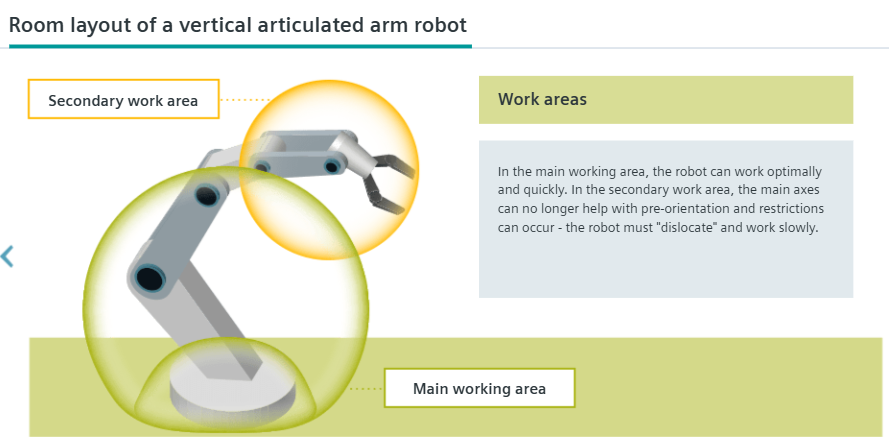 Room layout of a vertical articulated arm robot
Secondary work area
Work areas
In the main working area, the robot can work optimally
and quickly. In the secondary work area, the main axes
can no longer help with pre-orientation and restrictions
can occur - the robot must "dislocate" and work slowly.
Main working area